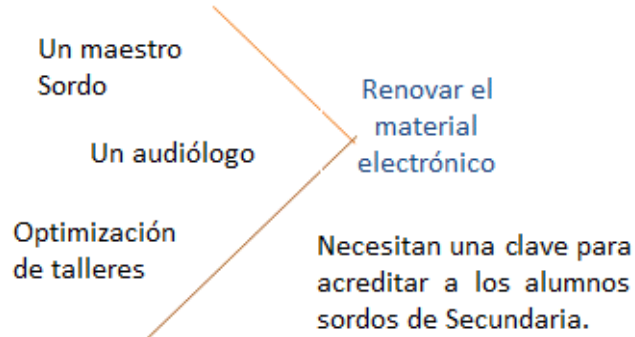 Un maestro
Sordo
Un audiólogo
Optimización
de talleres
Renovar el
material
electrónico
Necesitan una clave para
acreditar a los alumnos
sordos de Secundaria.